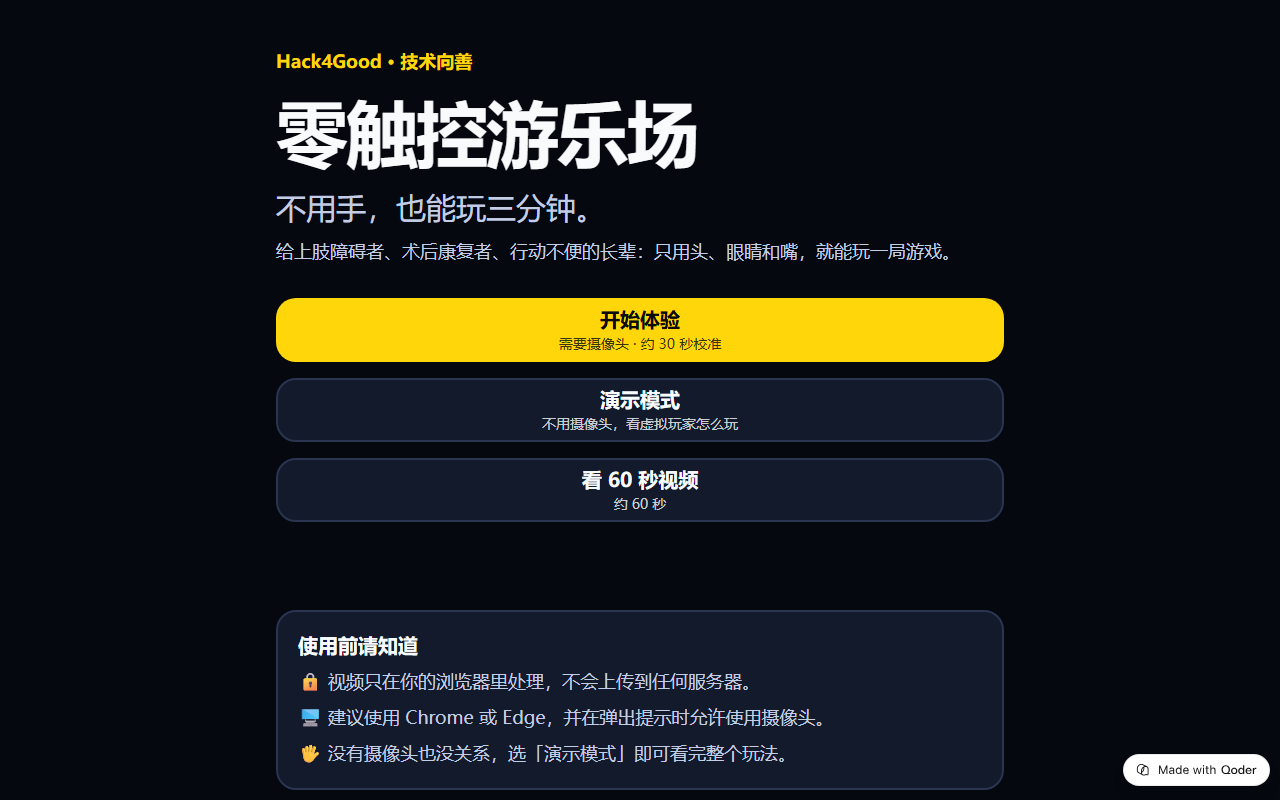 Hack4Good • 技术向善
零触控游乐场
不用手，也能玩三分钟。
给上肢障碍者、术后康复者、行动不便的长辈：只用头、眼睛和嘴，就能玩一局游戏。
开始体验
需要摄像头 · 约 30 秒校准
演示模式
不用摄像头，看虚拟玩家怎么玩
看 60 秒视频
约 60 秒
使用前请知道
🔒 视频只在你的浏览器里处理，不会上传到任何服务器。
🖥️ 建议使用 Chrome 或 Edge，并在弹出提示时允许使用摄像头。
🖐️ 没有摄像头也没关系，选「演示模式」即可看完整个玩法。
Made with Qoder